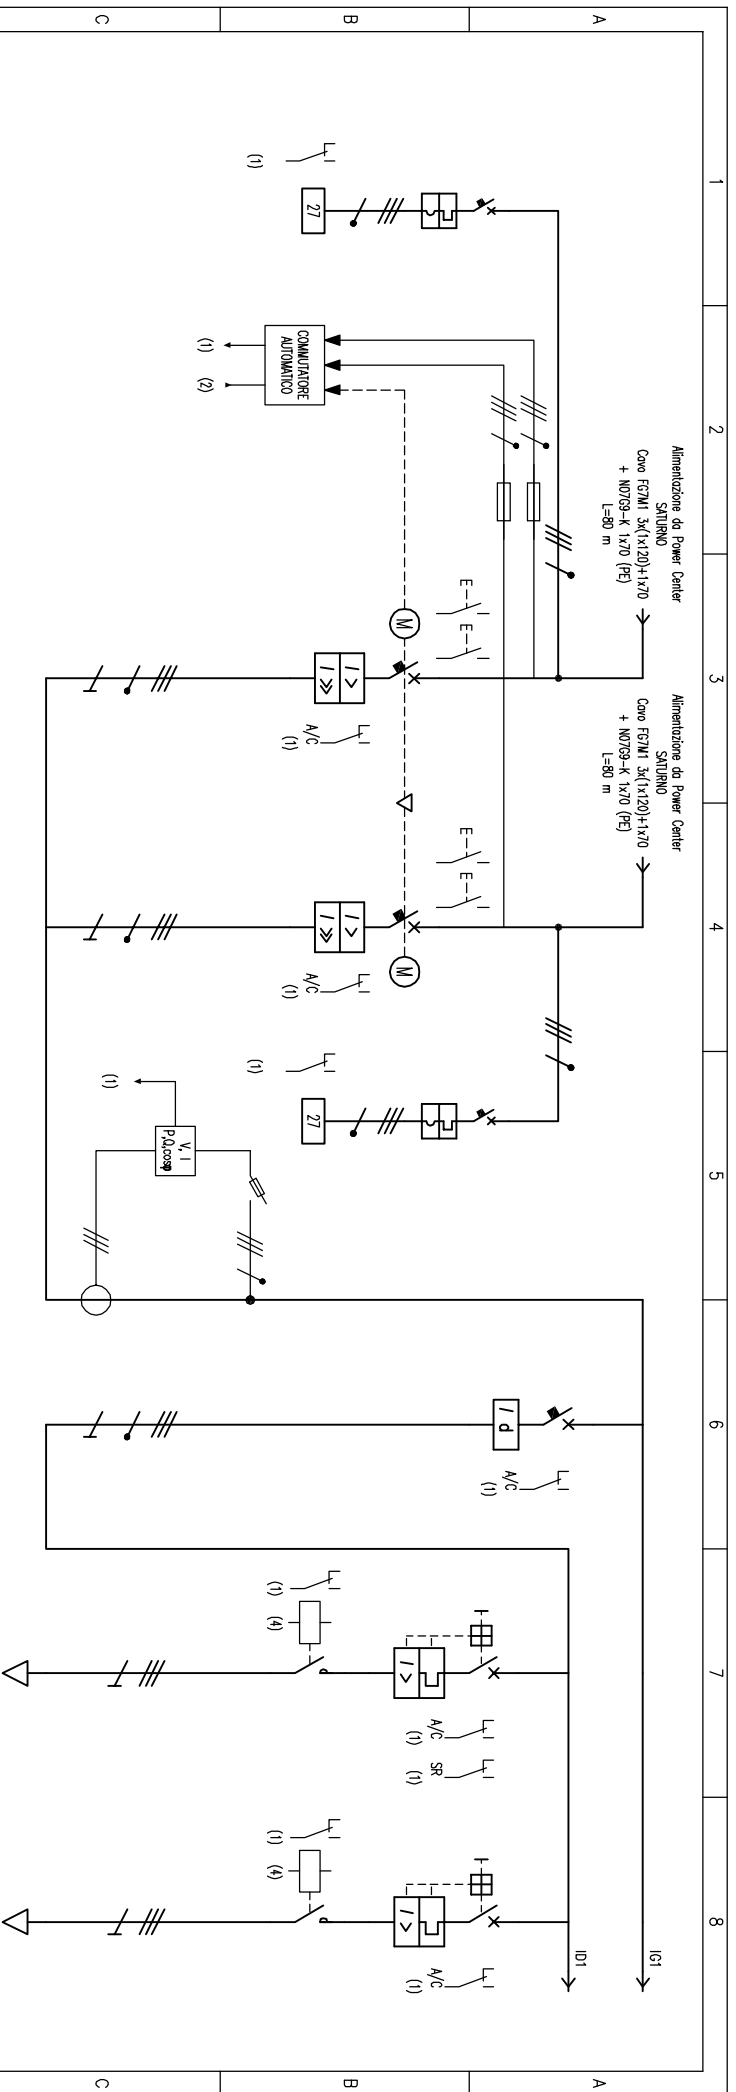 1
2
3
4
5
6
7
8
A
B
C
Alimentazione da Power Center
SATURNO
Cavo FG7M1 3x(1x120)+1x70
+ N07G9-K 1x70 (PE)
L=80 m
Alimentazione da Power Center
SATURNO
Cavo FG7M1 3x(1x120)+1x70
+ N07G9-K 1x70 (PE)
L=80 m
IG1
ID1
I d
A/C
(1)
E
E
E
E
M
M
I>
I>>
A/C
(1)
I>
I>>
A/C
(1)
COMMUTATORE
AUTOMATICO
(1)
(2)
27
(1)
27
(1)
V, I
P,Q,cosφ
(1)
I>
A/C
(1)
SR
(1)
(1)
(4)
I>
A/C
(1)
(1)
(4)
A
B
C